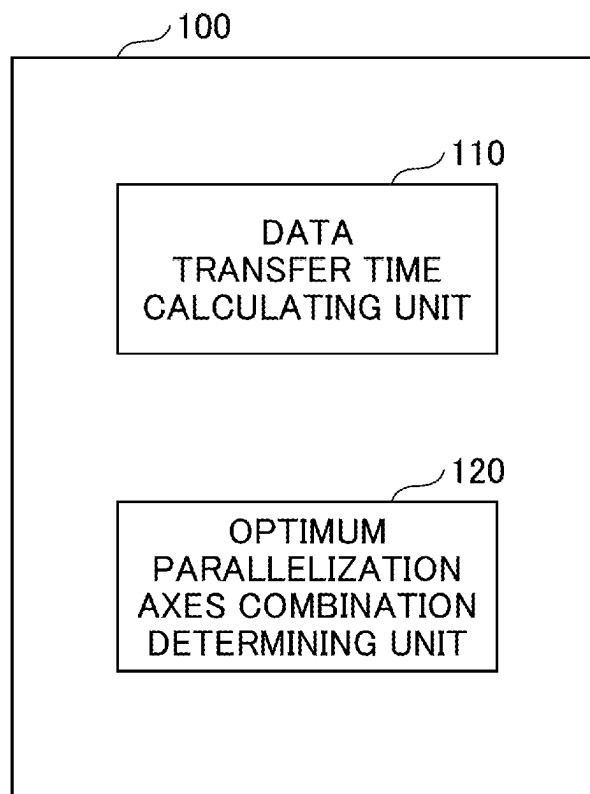 100
110
DATA
TRANSFER TIME
CALCULATING UNIT
120
OPTIMUM
PARALLELIZATION
AXES COMBINATION
DETERMINING UNIT